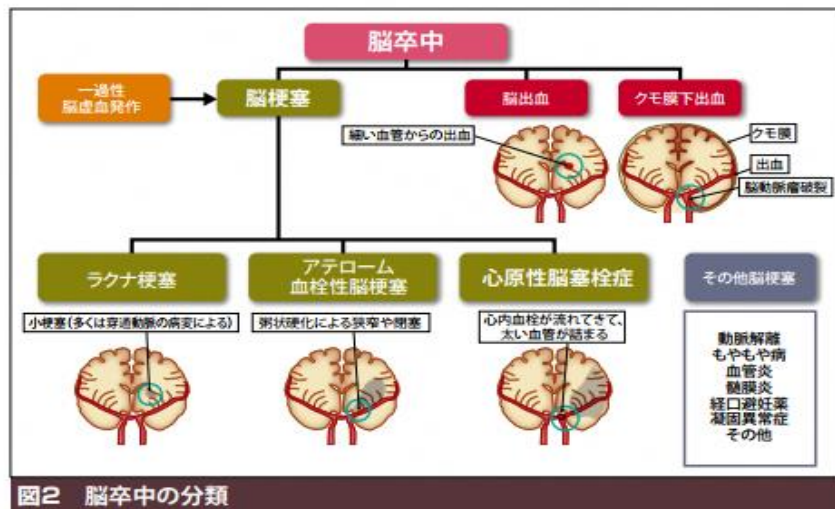 脳卒中
一過性
脳虚血発作
脳梗塞
脳出血
クモ膜下出血
細い血管からの出血
クモ膜
出血
脳動脈瘤破裂
ラクナ梗塞
アテローム
血栓性脳梗塞
心原性脳塞栓症
その他脳梗塞
小梗塞(多くは穿通動脈の病変による)
粥状硬化による狭窄や閉塞
心内血栓が流れてきて、
太い血管が詰まる
動脈解離
もやもや病
血管炎
髄膜炎
経口避妊薬
凝固異常症
その他
図2 脳卒中の分類